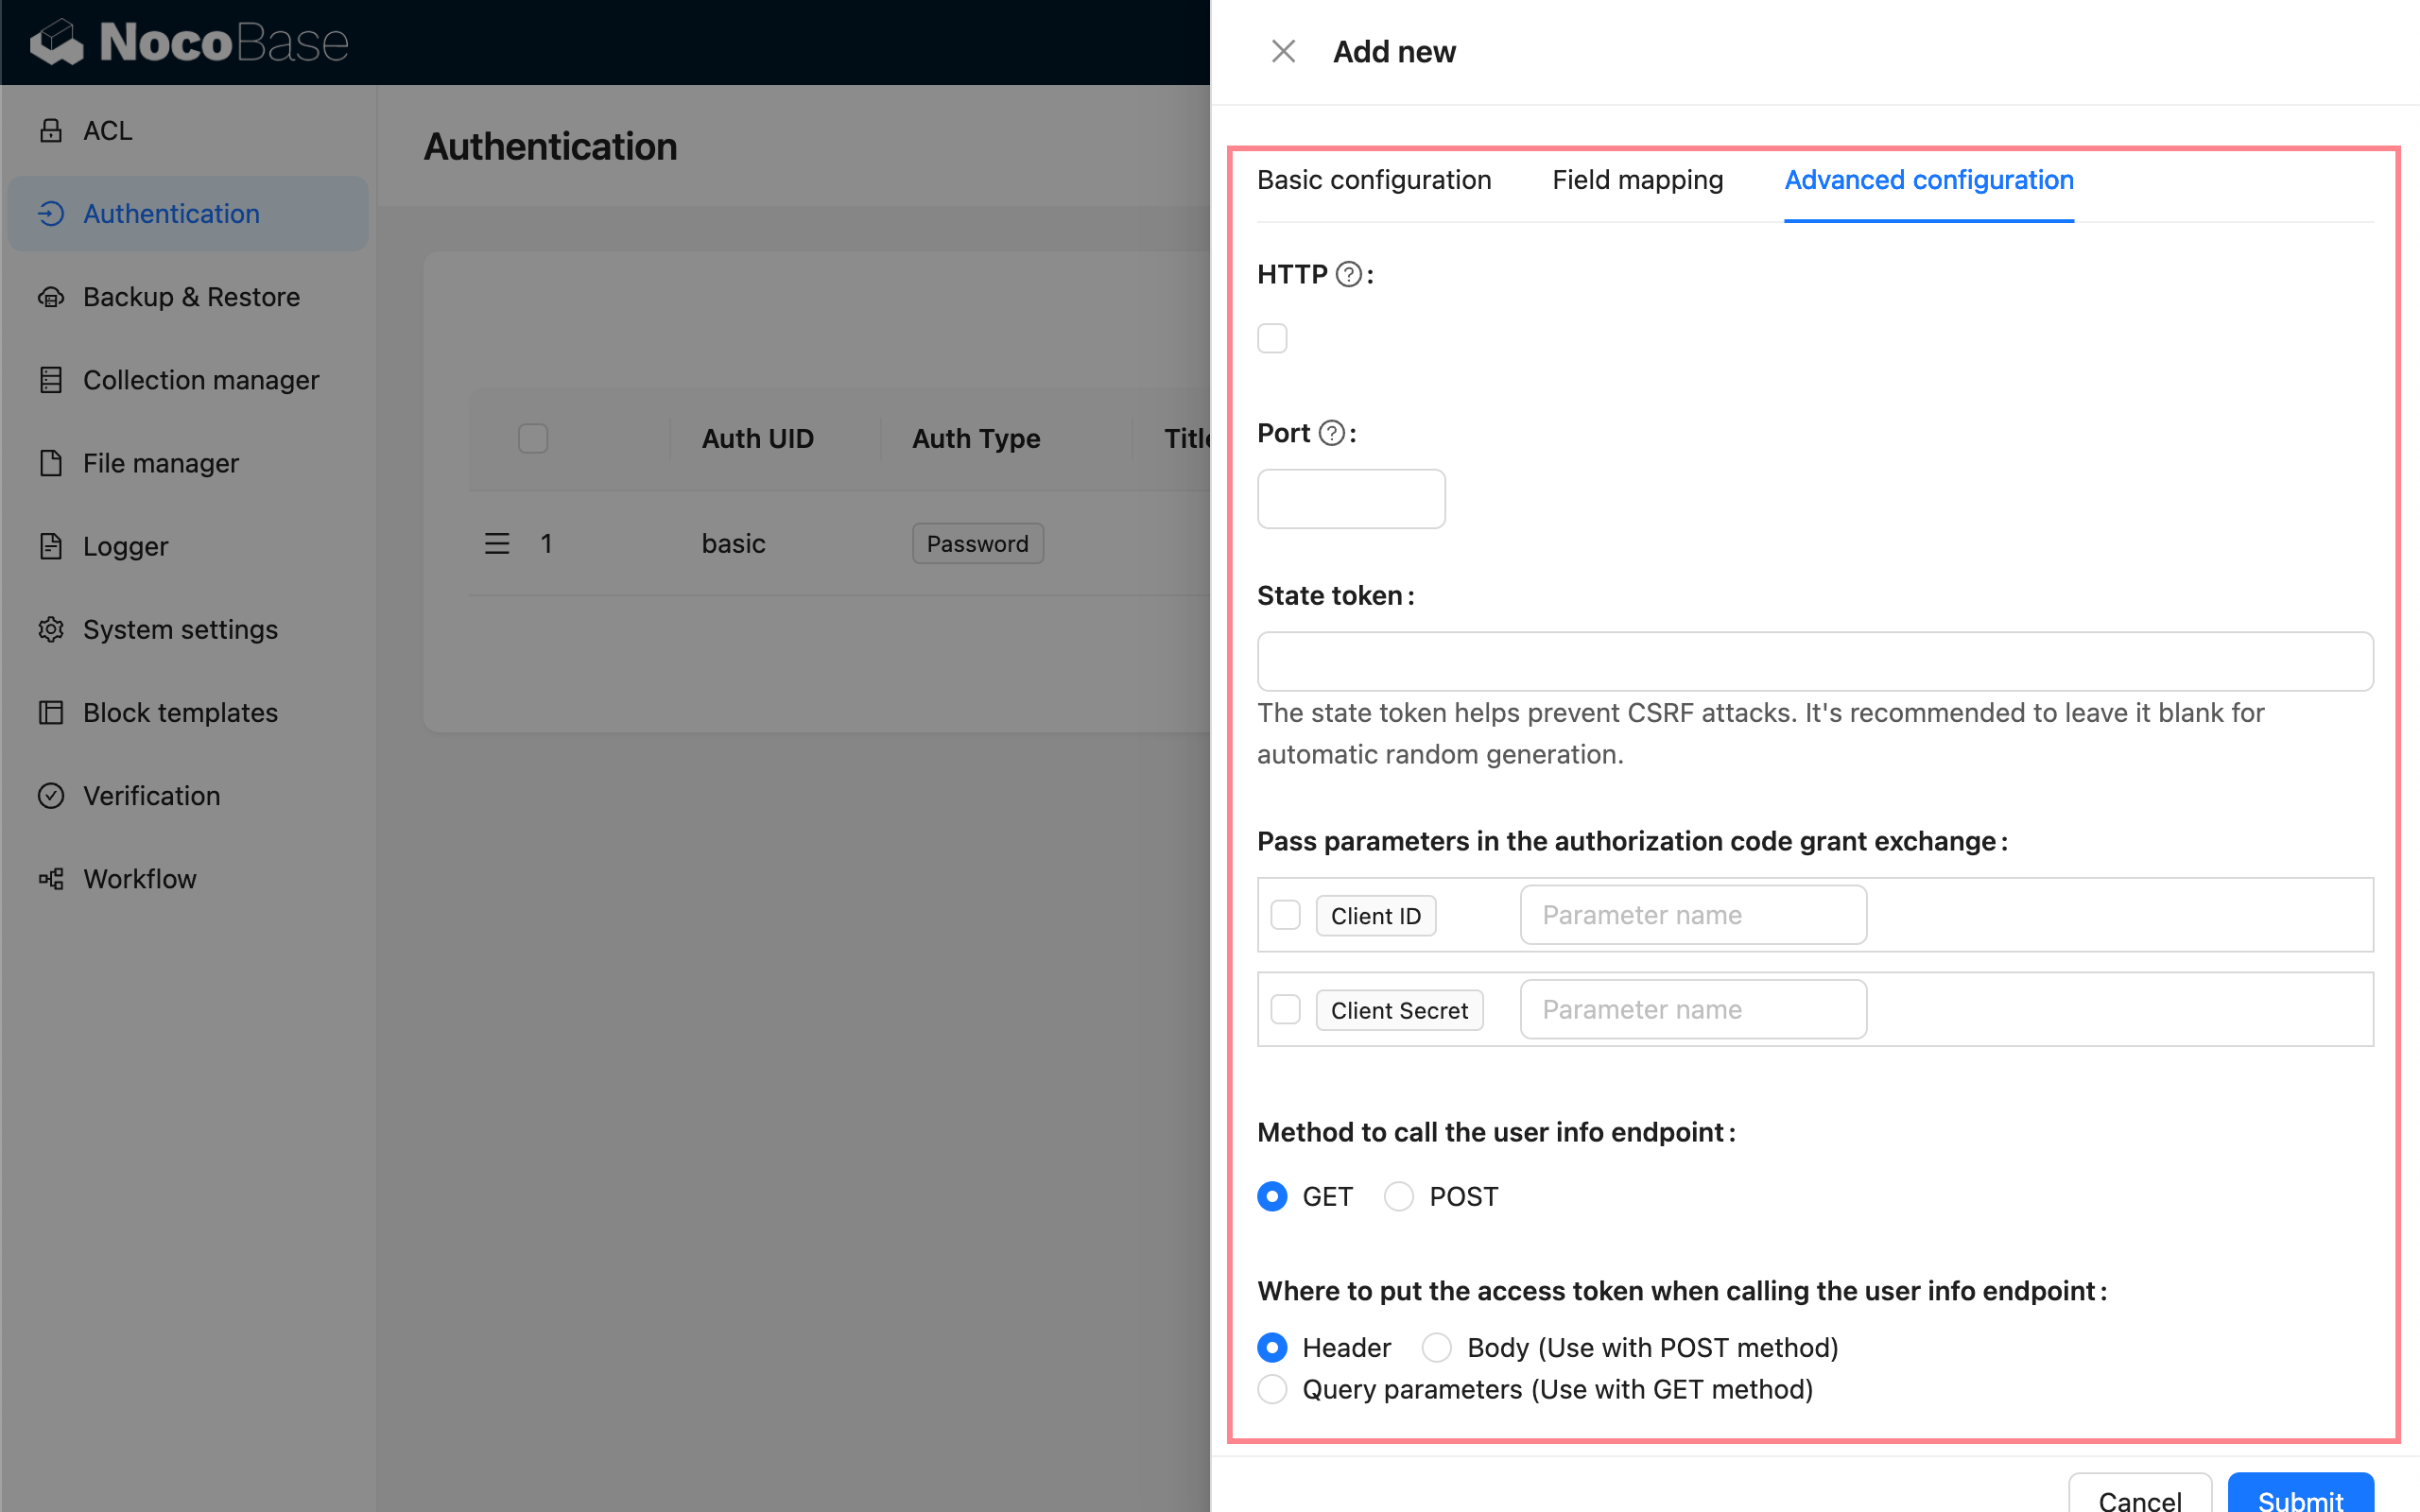 NocoBase
ACL
Authentication
Backup & Restore
Collection manager
File manager
Logger
System settings
Block templates
Verification
Workflow
Authentication
Auth UID Auth Type
1 basic Password
Add new
Basic configuration Field mapping Advanced configuration
HTTP ? :
Port ? :
State token :
The state token helps prevent CSRF attacks. It's recommended to leave it blank for
automatic random generation.
Pass parameters in the authorization code grant exchange :
Client ID Parameter name
Client Secret Parameter name
Method to call the user info endpoint :
GET POST
Where to put the access token when calling the user info endpoint :
Header Body (Use with POST method)
Query parameters (Use with GET method)
Cancel Submit